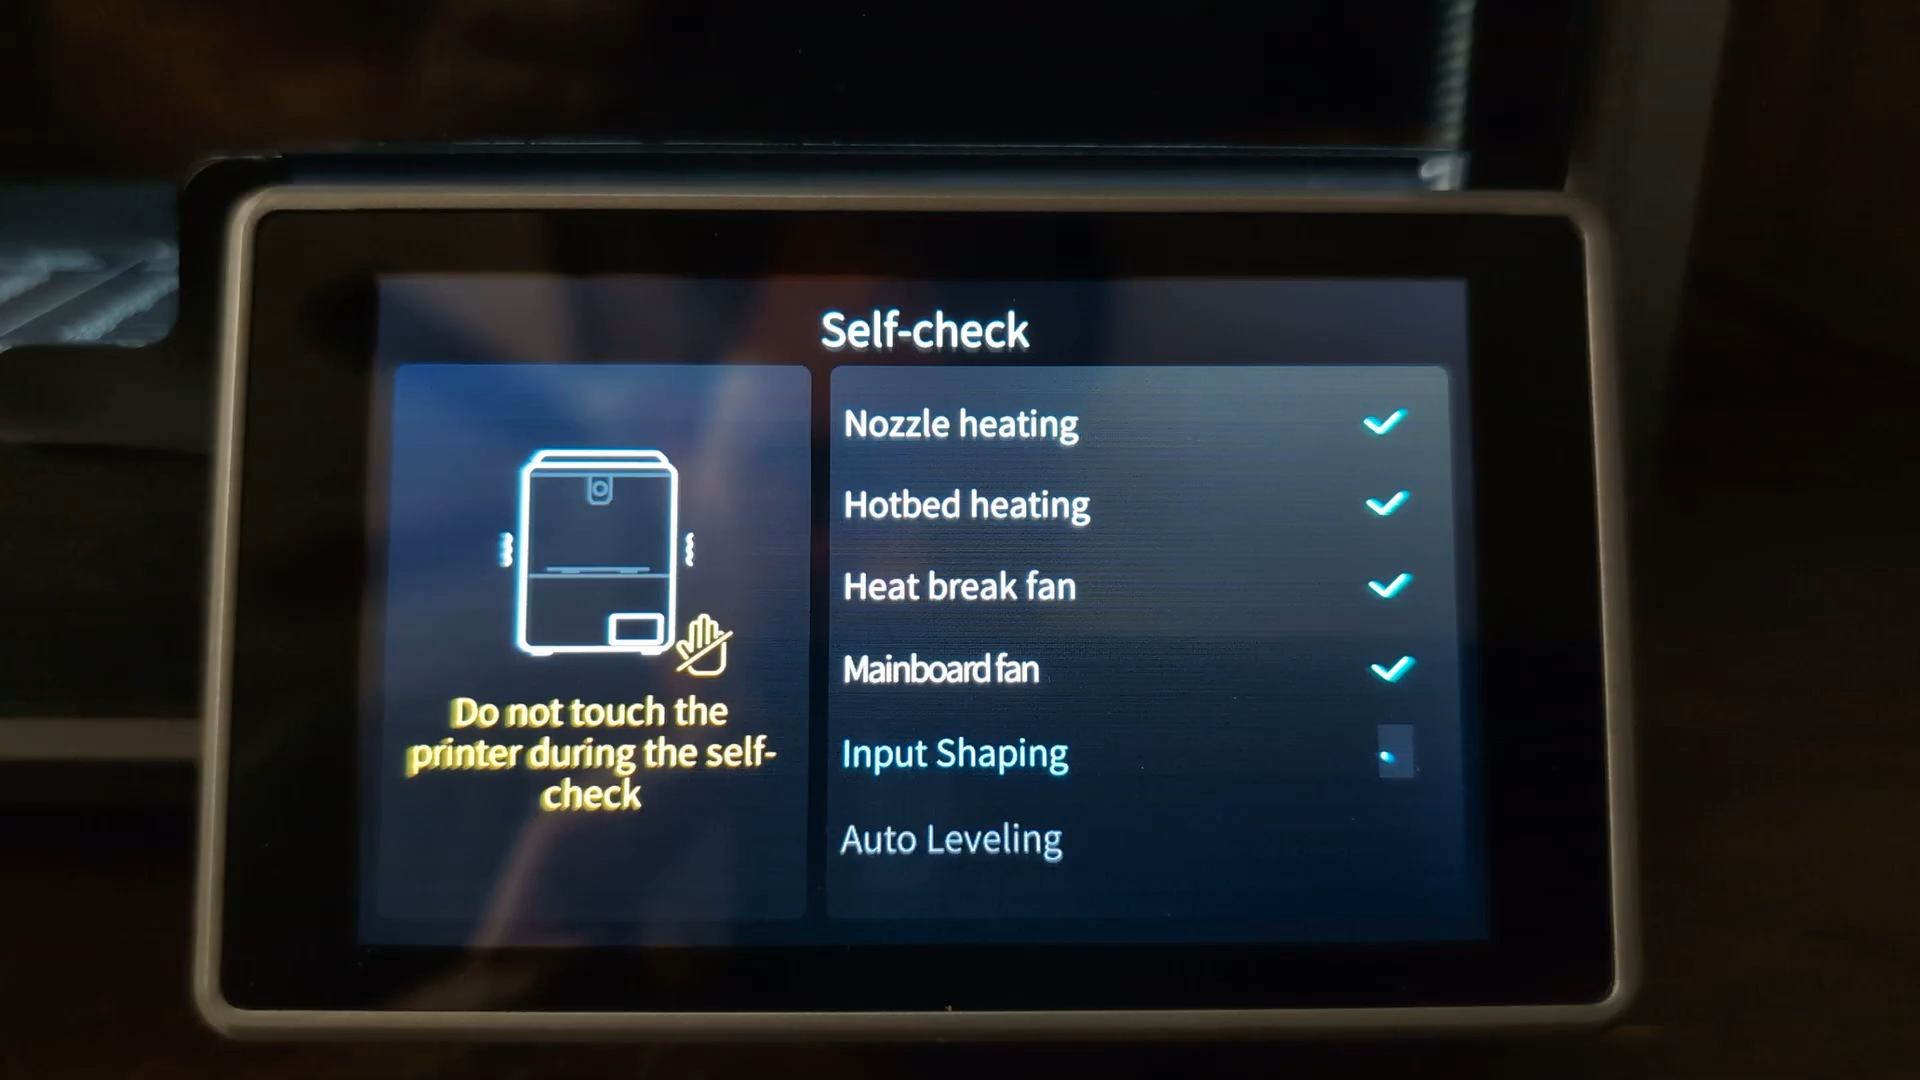 Self-check
Do not touch the
printer during the self-
check
Nozzle heating
Hotbed heating
Heat break fan
Mainboard fan
Input Shaping
Auto Leveling